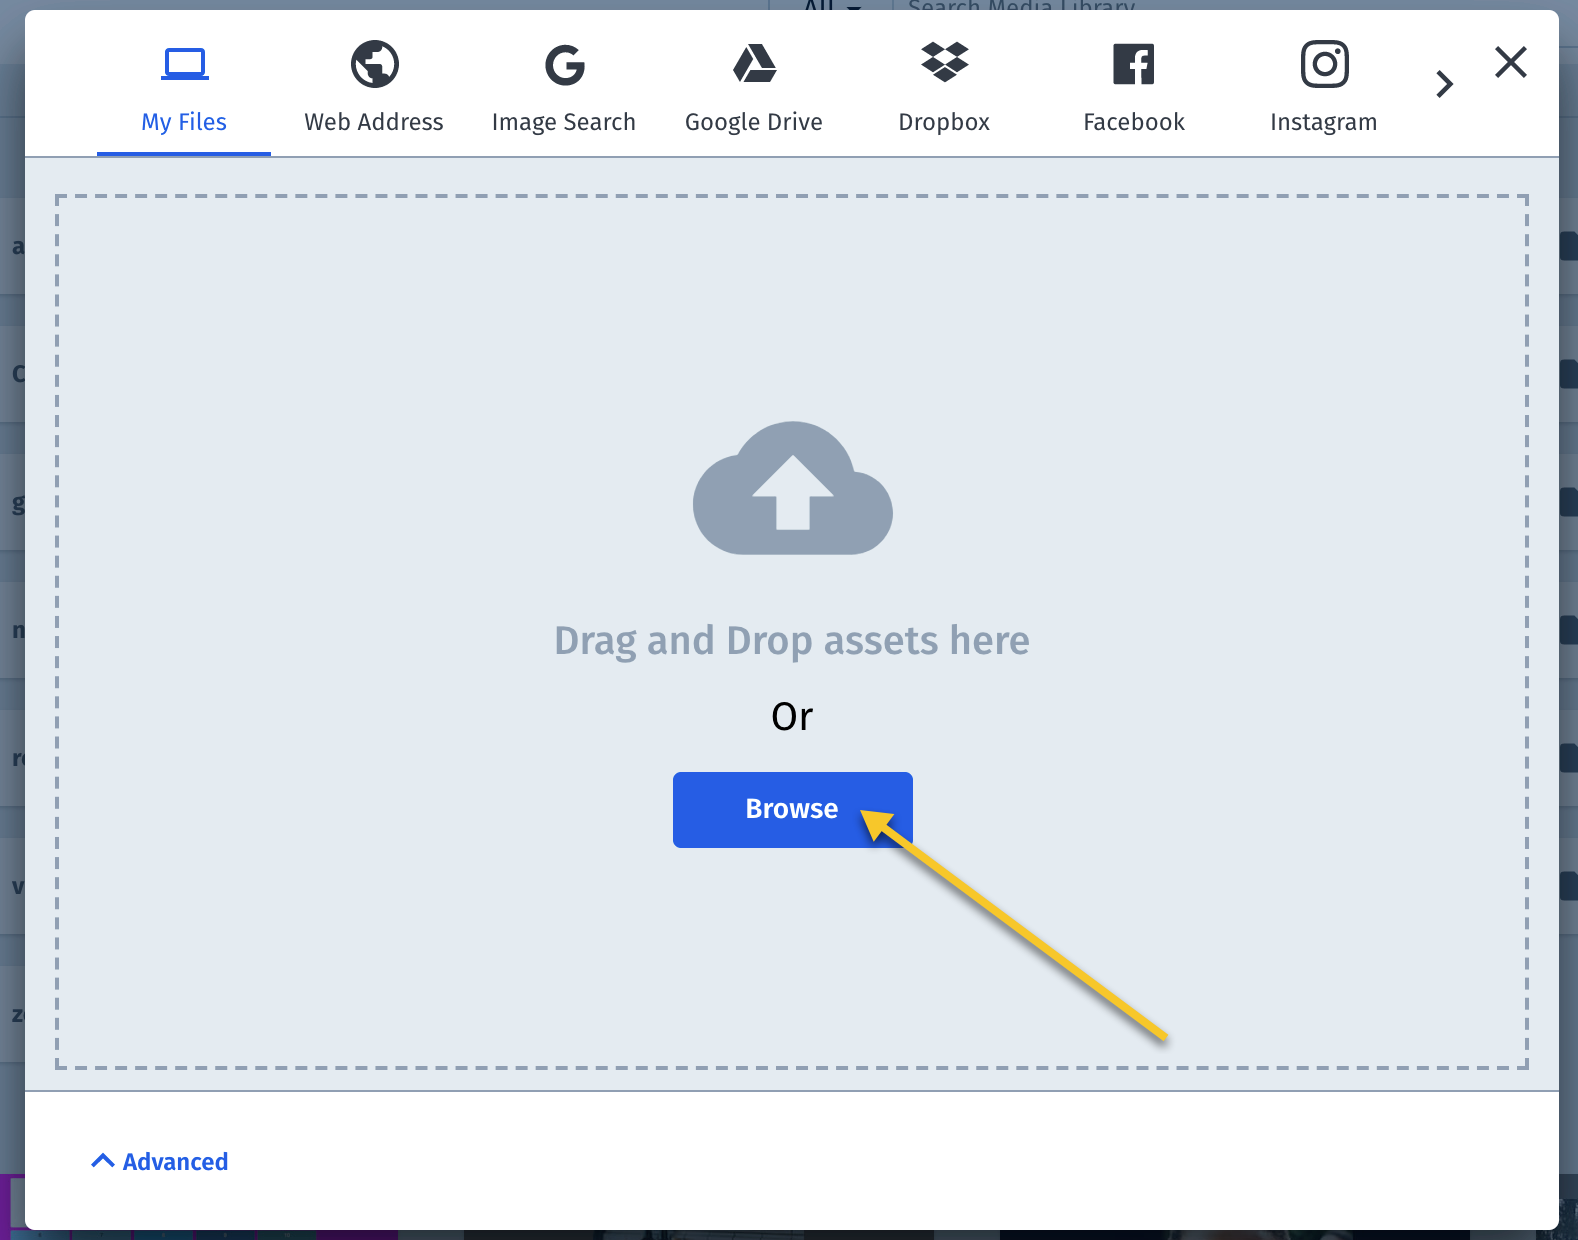 All
Search Media Library
My Files
Web Address
Image Search
Google Drive
Dropbox
Facebook
Instagram
Drag and Drop assets here
Or
Browse
Advanced